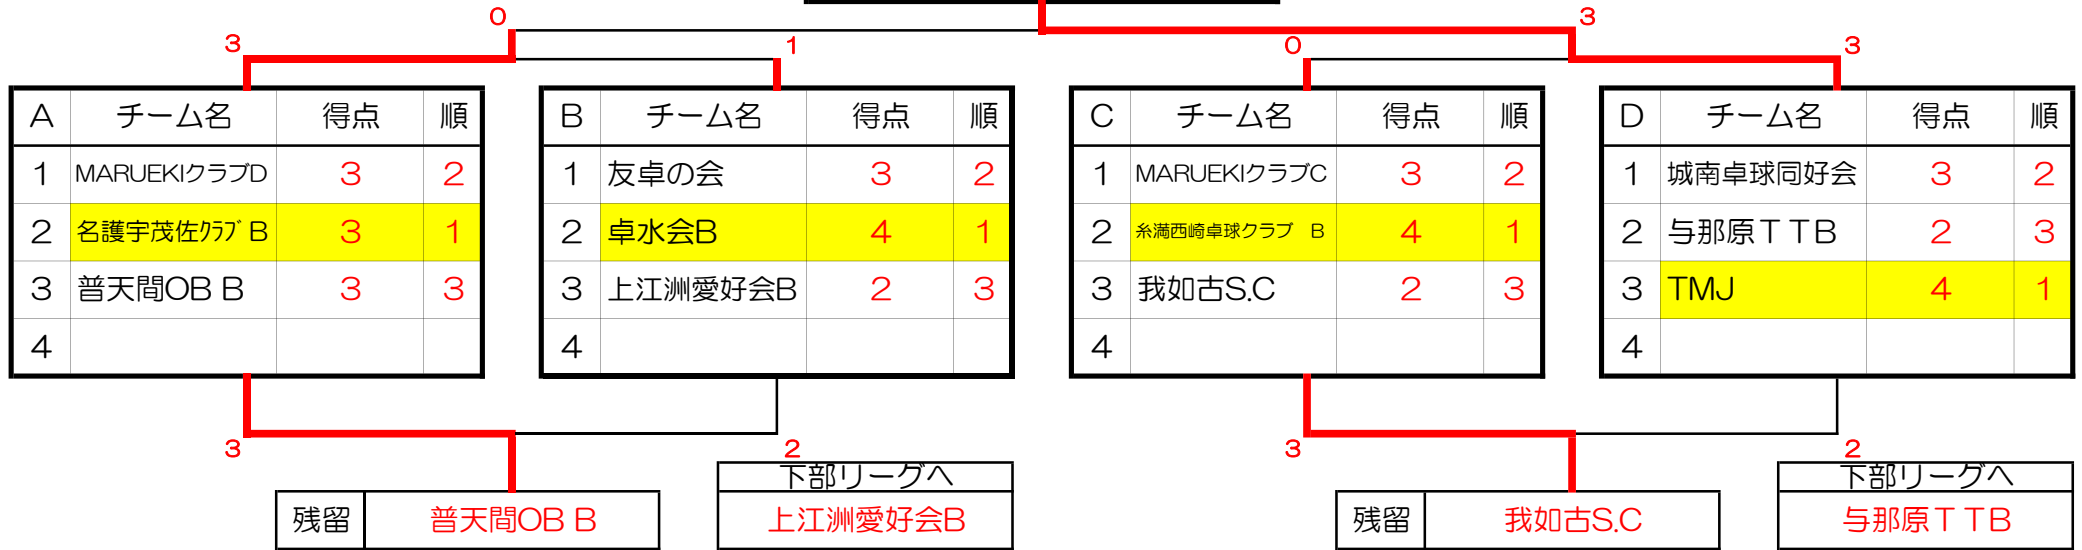 0 3
3 1 0 3
A チーム名 得点 順 B チーム名 得点 順 C チーム名 得点 順 D チーム名 得点 順
1 MARUEKIクラブD 3 2 1 友卓の会 3 2 1 MARUEKIクラブC 3 2 1 城南卓球同好会 3 2
2 名護宇茂佐ｸﾗﾌﾞ B 3 1 2 卓水会B 4 1 2 糸満西崎卓球クラブ　B 4 1 2 与那原ＴＴB 2 3
3 普天間OB B 3 3 3 上江洲愛好会B 2 3 3 我如古S.C 2 3 3 TMJ 4 1
4 4 4 4
3 2 3 2
下部リーグへ 下部リーグへ
残留 普天間OB B 上江洲愛好会B 残留 我如古S.C 与那原ＴＴB